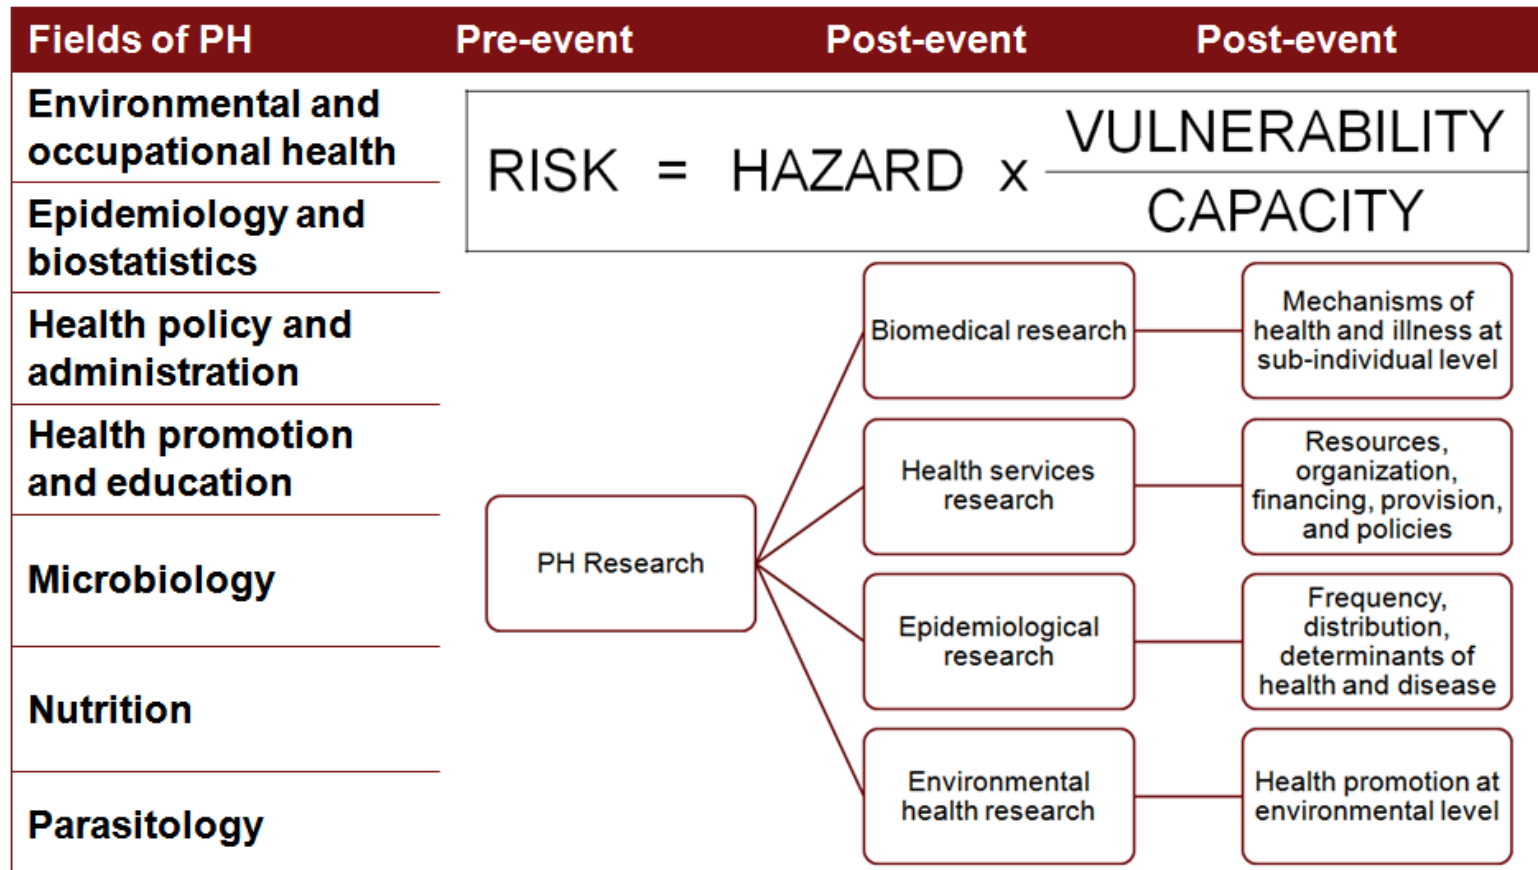 Fields of PH
Pre-event
Post-event
Post-event
Environmental and
occupational health
Epidemiology and
biostatistics
Health policy and
administration
Health promotion
and education
Microbiology
Nutrition
Parasitology
RISK = HAZARD x
VULNERABILITY
CAPACITY
PH Research
Biomedical research
Mechanisms of
health and illness at
sub-individual level
Health services
research
Resources,
organization,
financing, provision,
and policies
Epidemiological
research
Frequency,
distribution,
determinants of
health and disease
Environmental
health research
Health promotion at
environmental level